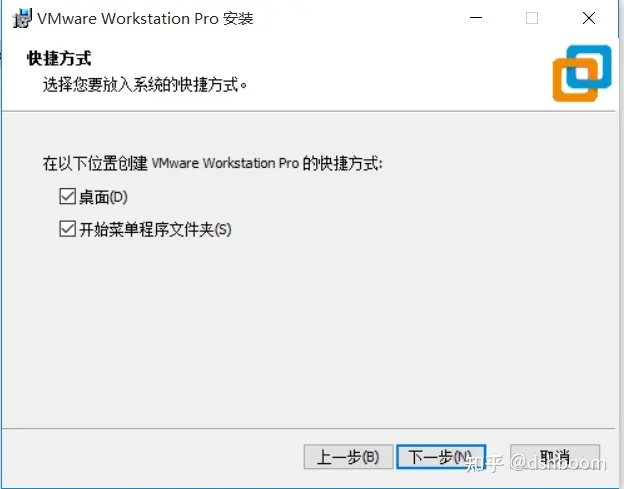 VMware Workstation Pro 安装
快捷方式
选择您要放入系统的快捷方式。
在以下位置创建 VMware Workstation Pro 的快捷方式:
桌面(D)
开始菜单程序文件夹(S)
上一步(B) 下一步(N) 取消
知乎 @dshboom